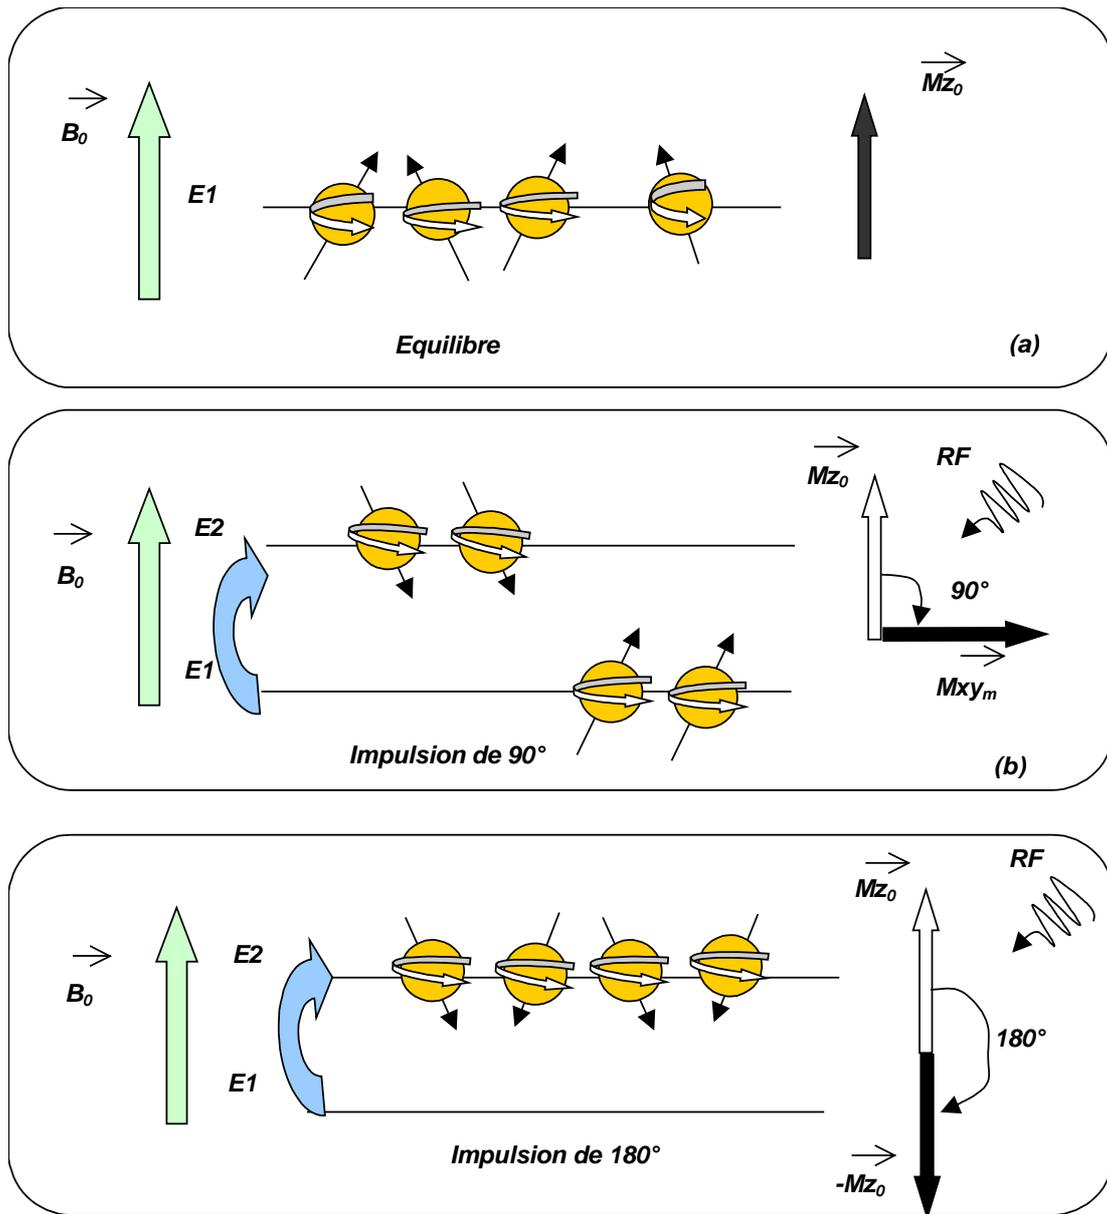 Mz₀
B₀
E1
Equilibre
(a)
Mz₀
RF
E2
B₀
90°
E1
Mxyₘ
Impulsion de 90°
(b)
RF
Mz₀
E2
B₀
180°
E1
Impulsion de 180°
-Mz₀